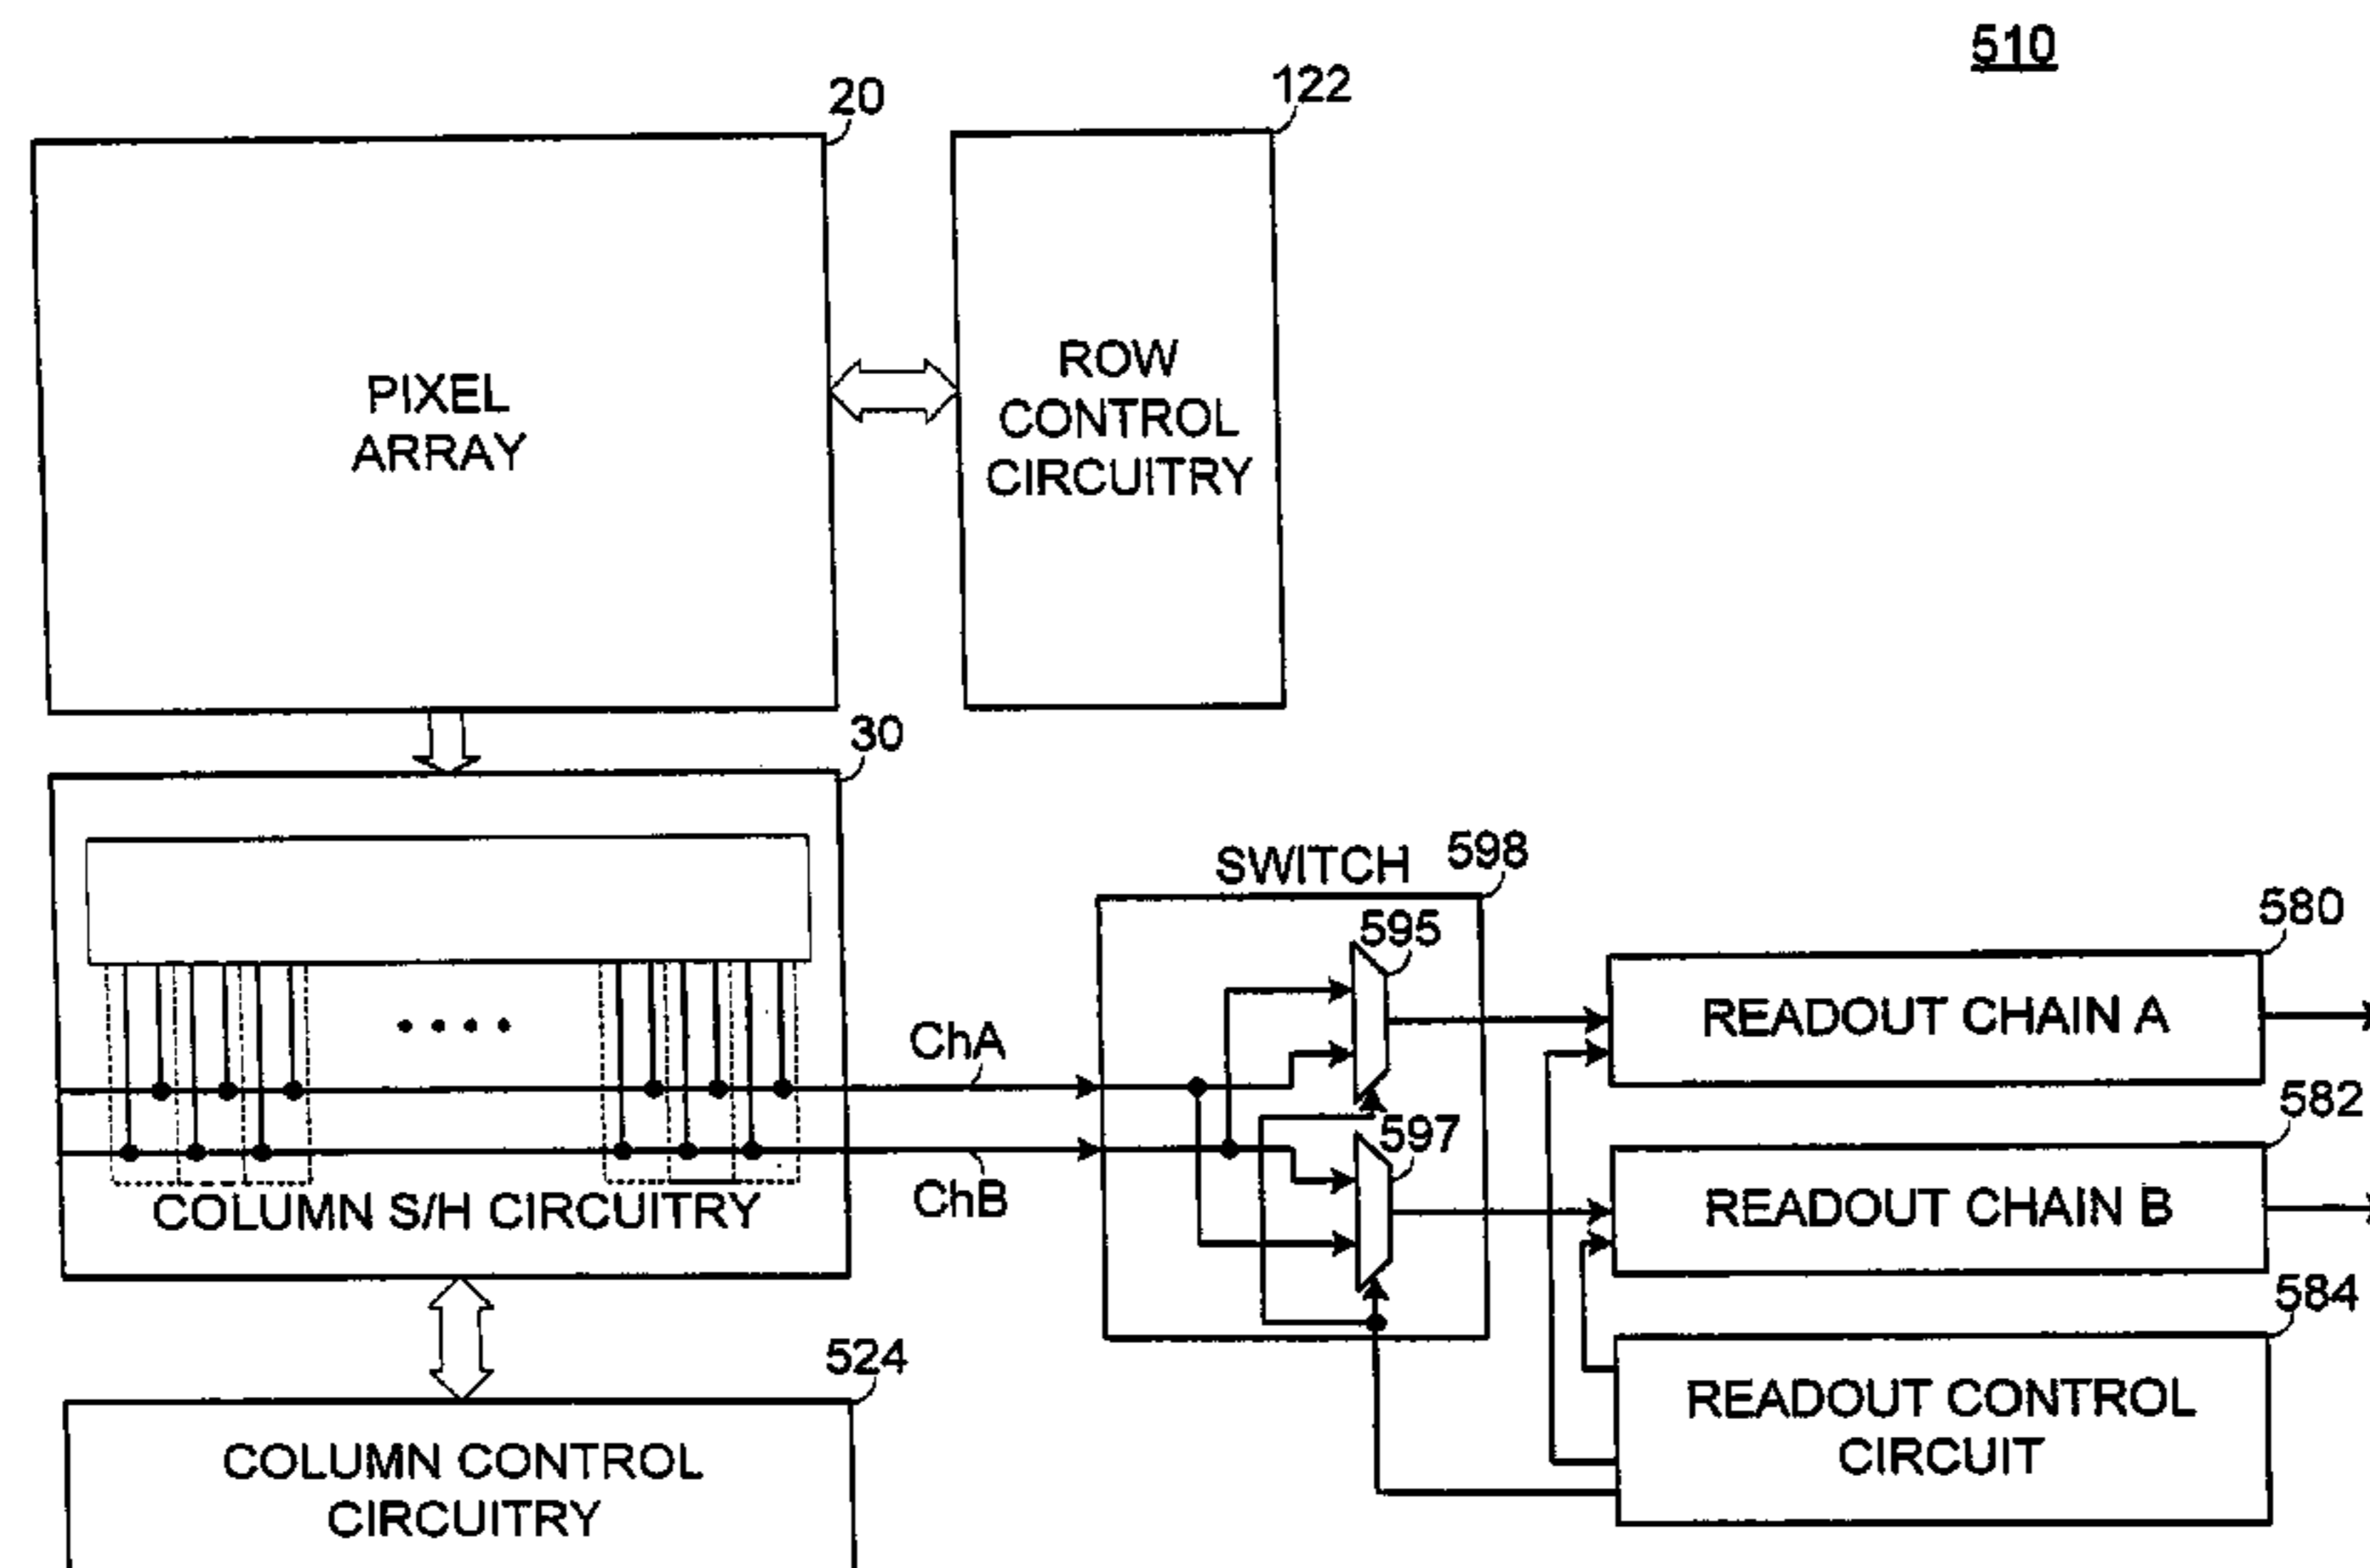 510
20
122
PIXEL
ARRAY
ROW
CONTROL
CIRCUITRY
30
SWITCH
598
595
580
READOUT CHAIN A
ChA
597
582
ChB
READOUT CHAIN B
COLUMN S/H CIRCUITRY
584
524
READOUT CONTROL
CIRCUIT
COLUMN CONTROL
CIRCUITRY